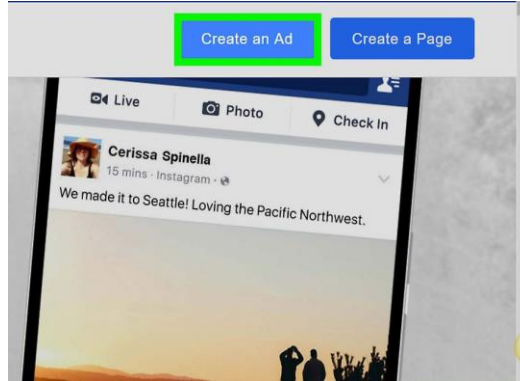 Create an Ad
Create a Page
Live
Photo
Check In
Cerissa Spinella
15 mins · Instagram ·
We made it to Seattle! Loving the Pacific Northwest.